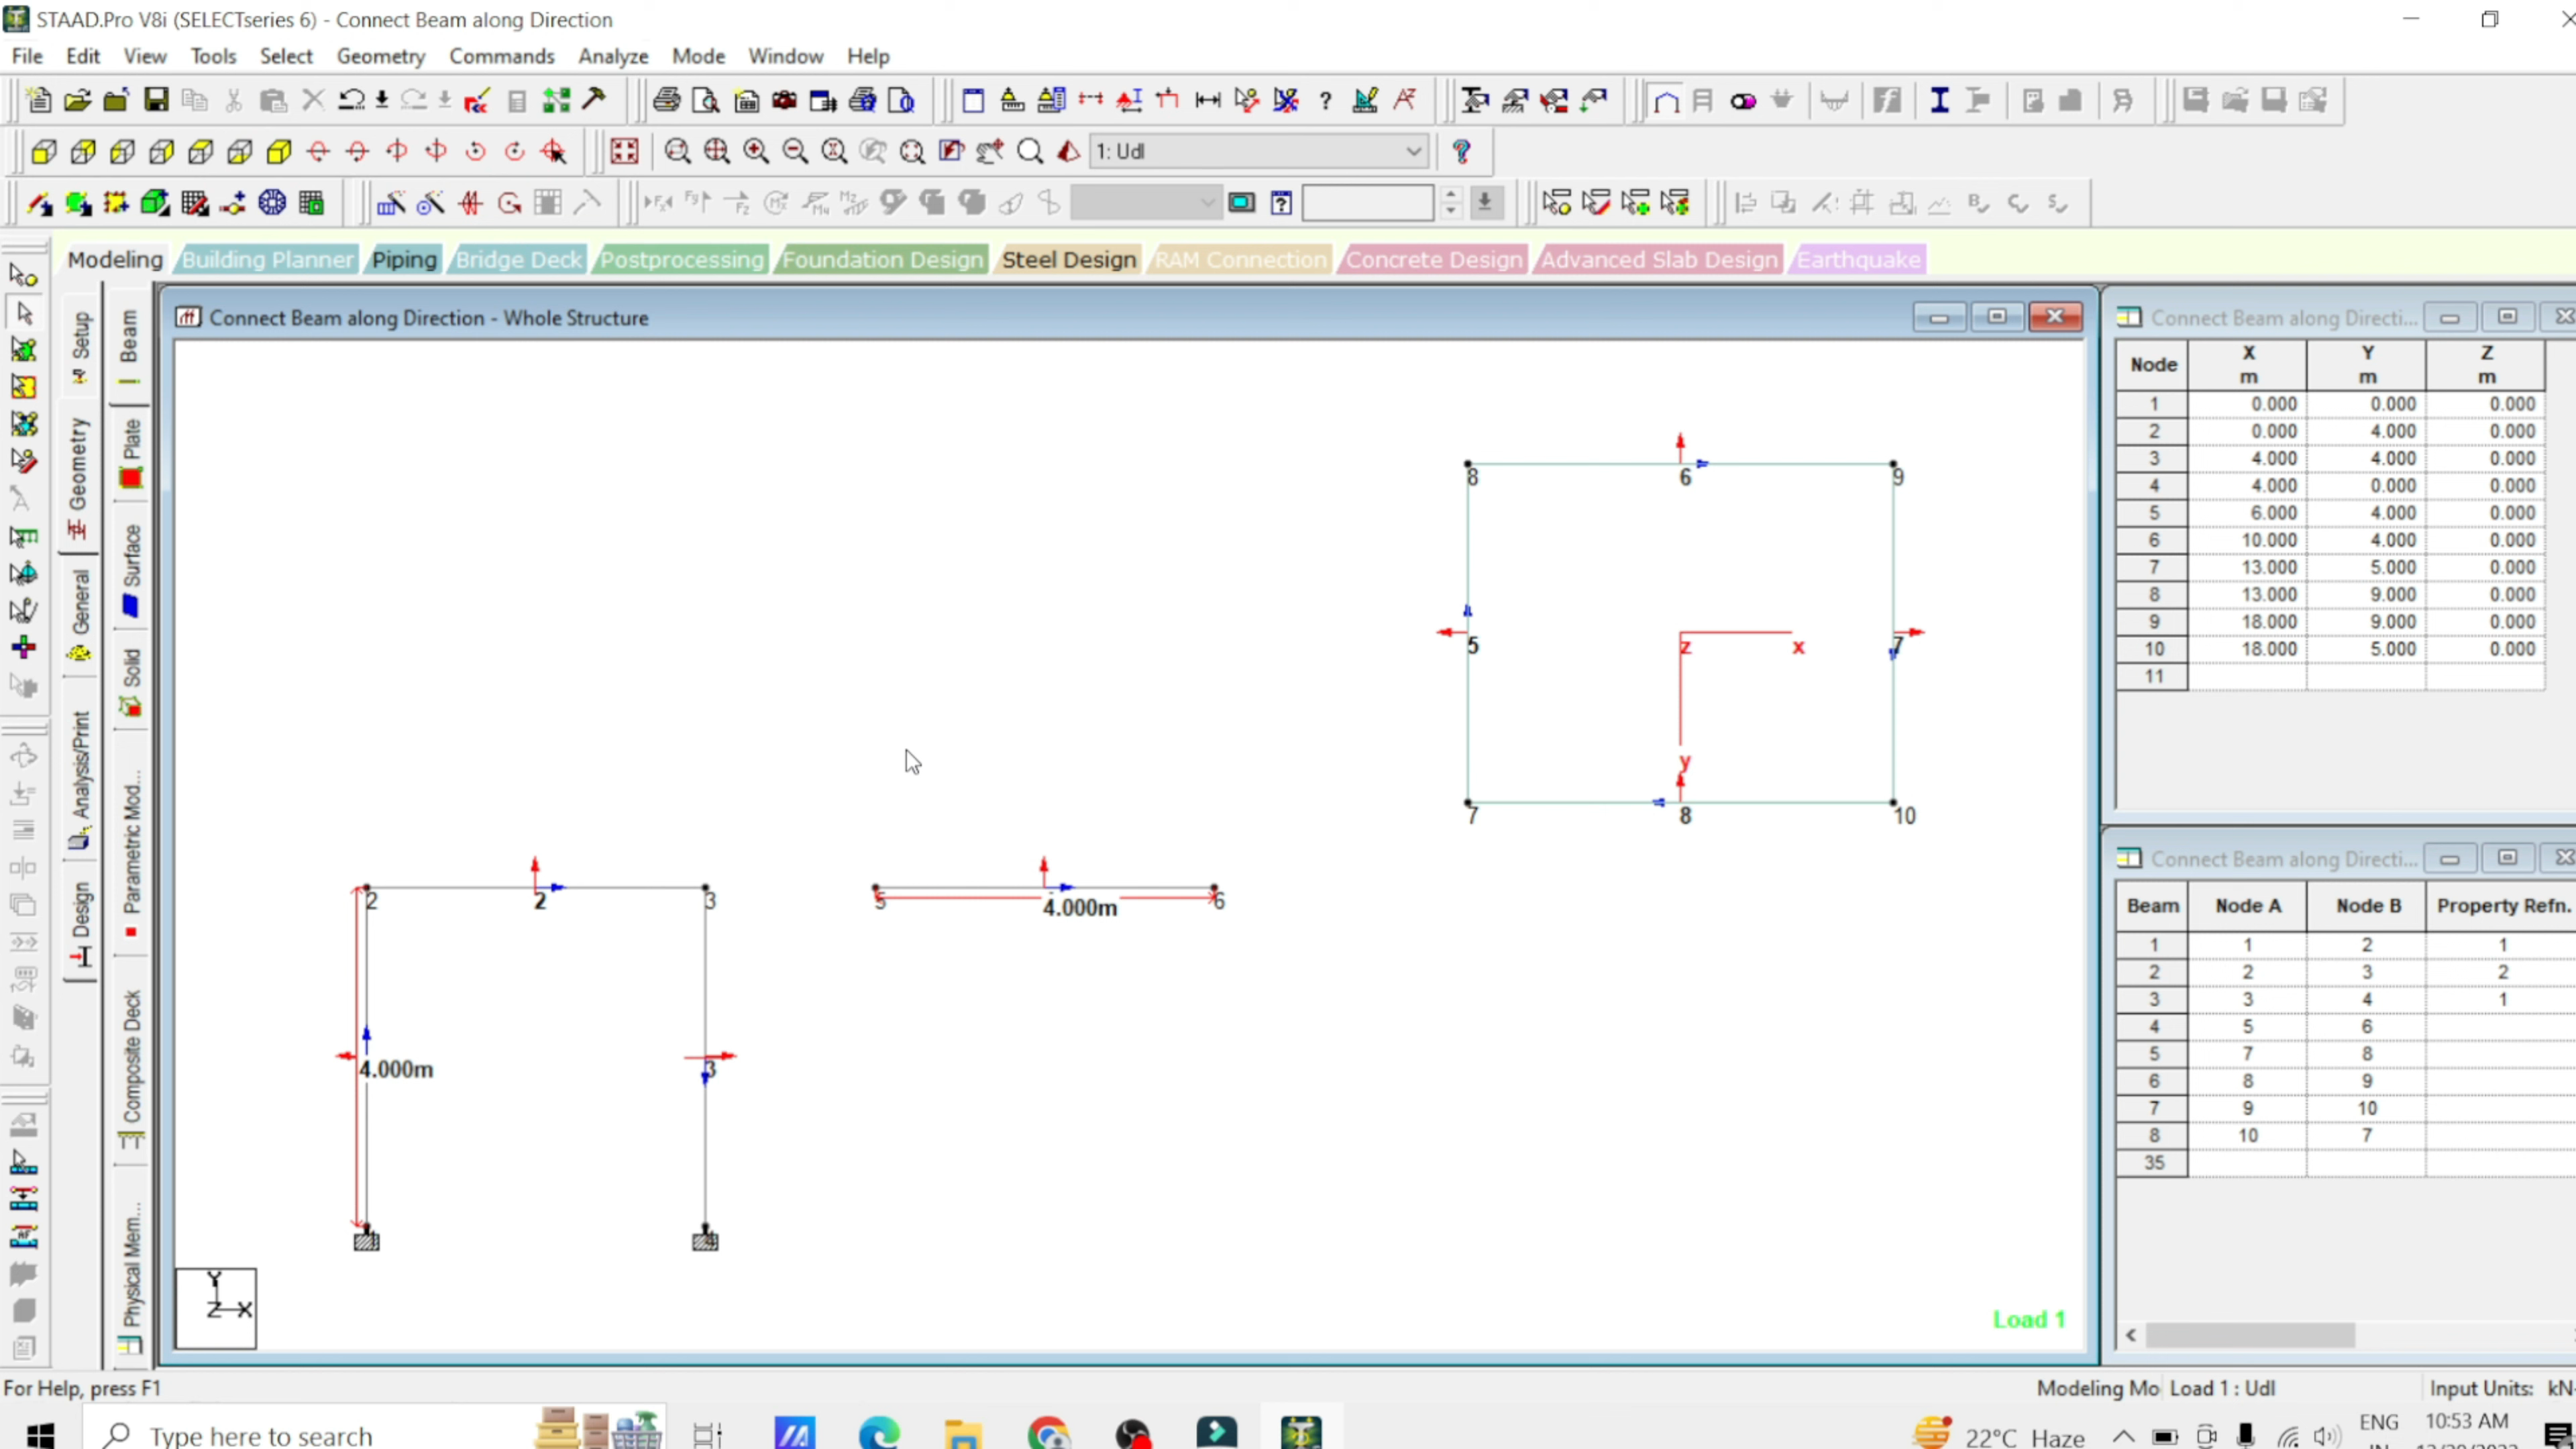 STAAD.Pro V8i (SELECTseries 6) - Connect Beam along Direction
File Edit View Tools Select Geometry Commands Analyze Mode Window Help
1: Udl
Modeling Building Planner Piping Bridge Deck Postprocessing Foundation Design Steel Design RAM Connection Concrete Design Advanced Slab Design Earthquake
Setup
Geometry
General
Analysis/Print
Design
Beam
Plate
Surface
Solid
Parametric Mod...
Composite Deck
Physical Mem...
Connect Beam along Direction - Whole Structure
8 6 9
5 z x 7
y
7 8 10
2 2 3
5 4.000m 6
4.000m 3
4
Y
Z X
Load 1
Connect Beam along Directi...
Node X m Y m Z m
1 0.000 0.000 0.000
2 0.000 4.000 0.000
3 4.000 4.000 0.000
4 4.000 0.000 0.000
5 6.000 4.000 0.000
6 10.000 4.000 0.000
7 13.000 5.000 0.000
8 13.000 9.000 0.000
9 18.000 9.000 0.000
10 18.000 5.000 0.000
11
Connect Beam along Directi...
Beam Node A Node B Property Refn.
1 1 2 1
2 2 3 2
3 3 4 1
4 5 6
5 7 8
6 8 9
7 9 10
8 10 7
35
For Help, press F1
Modeling Mo Load 1 : Udl Input Units: kN-
Type here to search
22°C Haze
ENG
10:53 AM